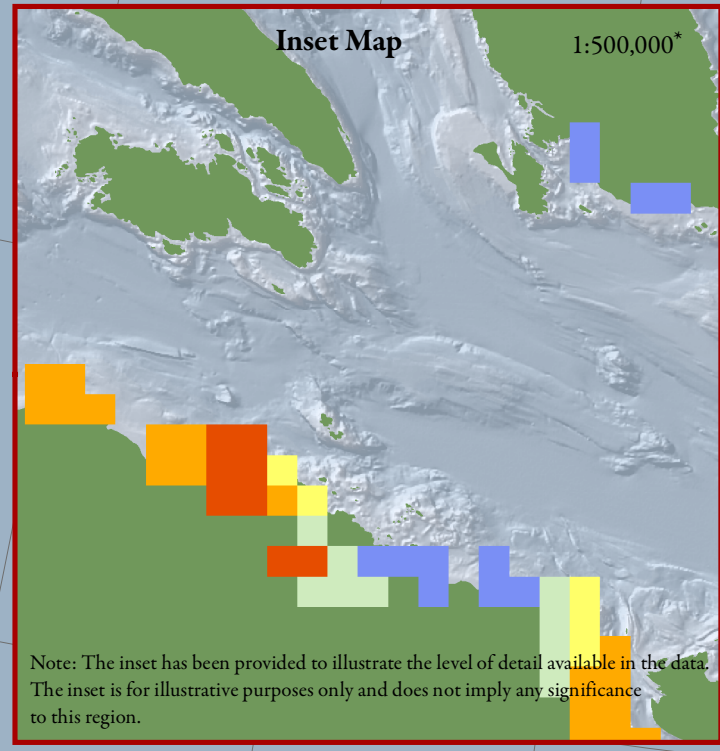 Inset Map
1:500,000*
Note: The inset has been provided to illustrate the level of detail available in the data.
The inset is for illustrative purposes only and does not imply any significance
to this region.